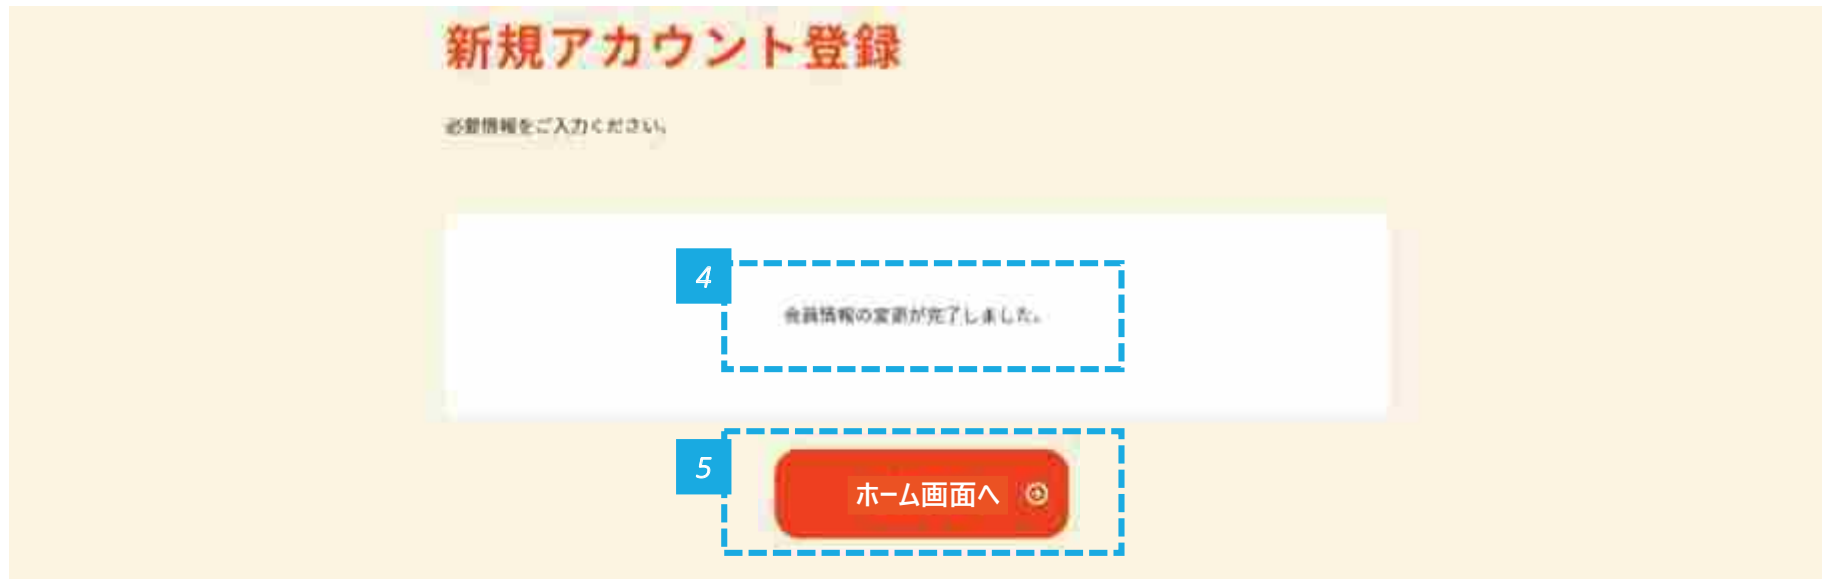 新規アカウント登録
必要情報をご入力ください。
4
会員情報の変更が完了しました。
5
ホーム画面へ